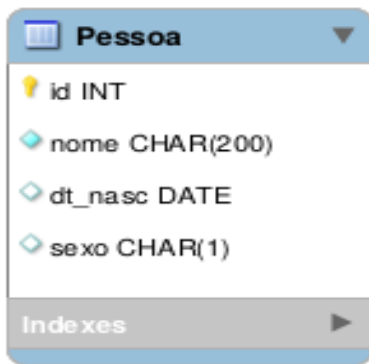 Pessoa
id INT
nome CHAR(200)
dt_nasc DATE
sexo CHAR(1)
Indexes